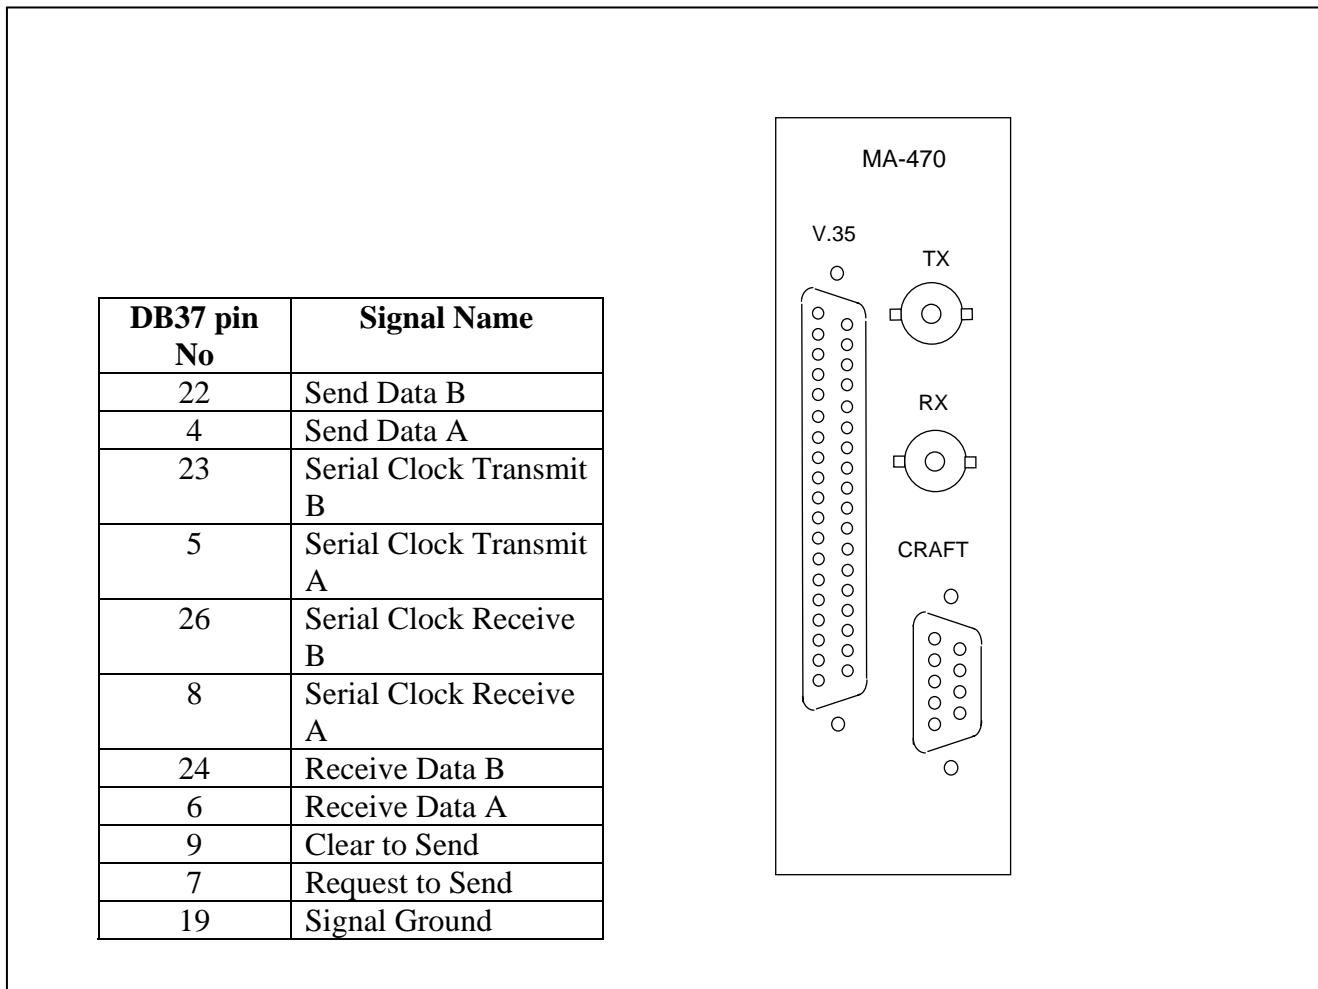 MA-470
V.35
TX
RX
CRAFT
DB37 pin Signal Name
No
22 Send Data B
4 Send Data A
23 Serial Clock Transmit
B
5 Serial Clock Transmit
A
26 Serial Clock Receive
B
8 Serial Clock Receive
A
24 Receive Data B
6 Receive Data A
9 Clear to Send
7 Request to Send
19 Signal Ground